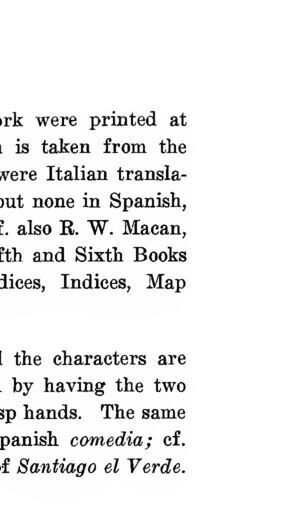 ork were printed at
is taken from the
were Italian transla-
out none in Spanish,
f. also R. W. Macan,
fth and Sixth Books
dices, Indices, Map
the characters are
by having the two
sp hands. The same
panish comedia; cf.
of Santiago el Verde.